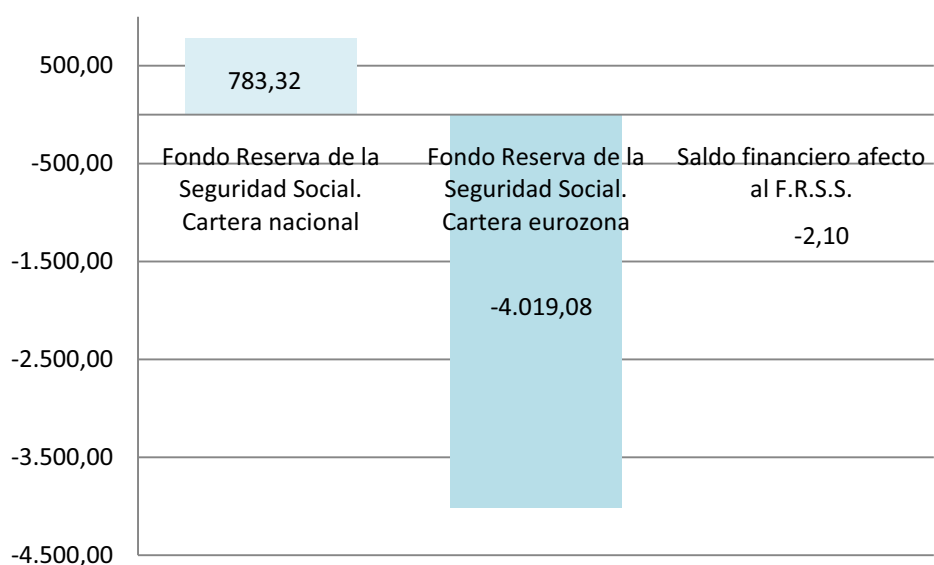 500,00
783,32
-500,00
Fondo Reserva de la
Seguridad Social.
Cartera nacional
Fondo Reserva de la
Seguridad Social.
Cartera eurozona
Saldo financiero afecto
al F.R.S.S.
-2,10
-1.500,00
-4.019,08
-2.500,00
-3.500,00
-4.500,00